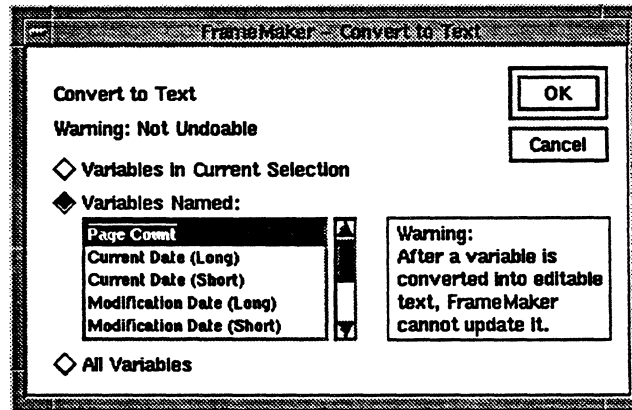 FrameMaker - Convert to Text
Convert to Text
OK
Warning: Not Undoable
Cancel
Variables in Current Selection
Variables Named:
Page Count
Current Date (Long)
Current Date (Short)
Modification Date (Long)
Modification Date (Short)
Warning:
After a variable is
converted into editable
text, FrameMaker
cannot update it.
All Variables